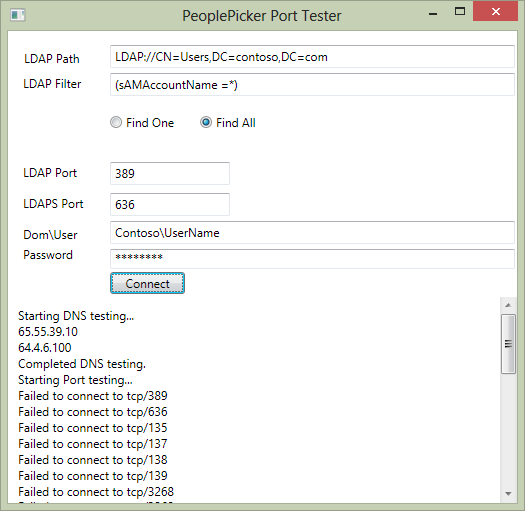 PeoplePicker Port Tester
LDAP Path LDAP://CN=Users,DC=contoso,DC=com
LDAP Filter (sAMAccountName =*)
Find One Find All
LDAP Port 389
LDAPS Port 636
Dom\User Contoso\UserName
Password ********
Connect
Starting DNS testing...
65.55.39.10
64.4.6.100
Completed DNS testing.
Starting Port testing...
Failed to connect to tcp/389
Failed to connect to tcp/636
Failed to connect to tcp/135
Failed to connect to tcp/137
Failed to connect to tcp/138
Failed to connect to tcp/139
Failed to connect to tcp/3268